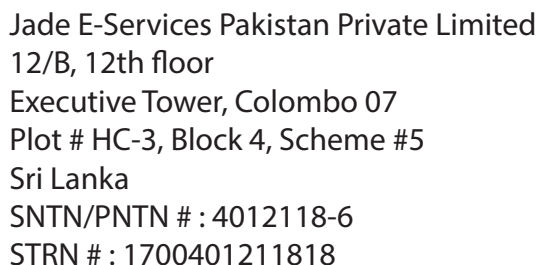 Jade E-Services Pakistan Private Limited
12/B, 12th floor
Executive Tower, Colombo 07
Plot # HC-3, Block 4, Scheme #5
Sri Lanka
SNTN/PNTN # : 4012118-6
STRN # : 1700401211818